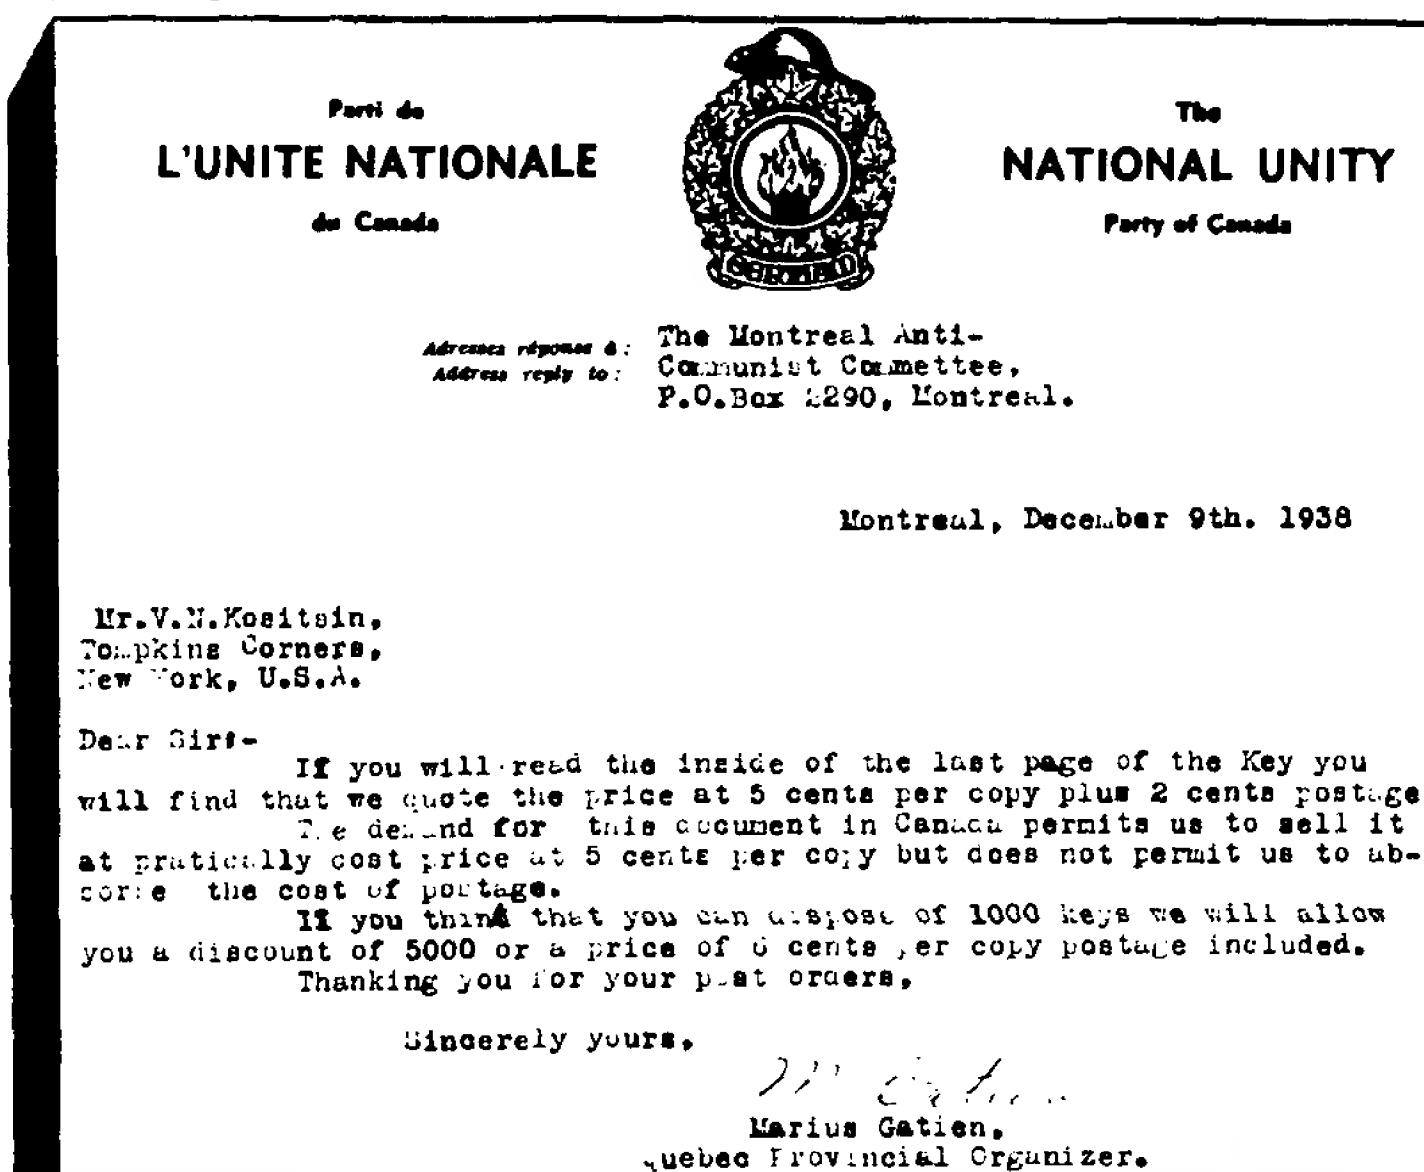 Parti de
L'UNITE NATIONALE
du Canada
The
NATIONAL UNITY
Party of Canada
SERVIAM
Adresses réponse à:
Address reply to:
The Montreal Anti-
Communist Commettee,
P.O.Box 2290, Montreal.
Montreal, December 9th. 1938
Mr.V.N.Kositsin,
Tompkins Corners,
New York, U.S.A.
Dear Sir:-
If you will read the inside of the last page of the Key you
will find that we quote the price at 5 cents per copy plus 2 cents postage
The demand for this document in Canada permits us to sell it
at pratically cost price at 5 cents per copy but does not permit us to ab-
sorbe the cost of postage.
If you think that you can dispose of 1000 keys we will allow
you a discount of 5000 or a price of 6 cents per copy postage included.
Thanking you for your past orders,
Sincerely yours,
Marius Gatien,
Quebec Provincial Organizer.